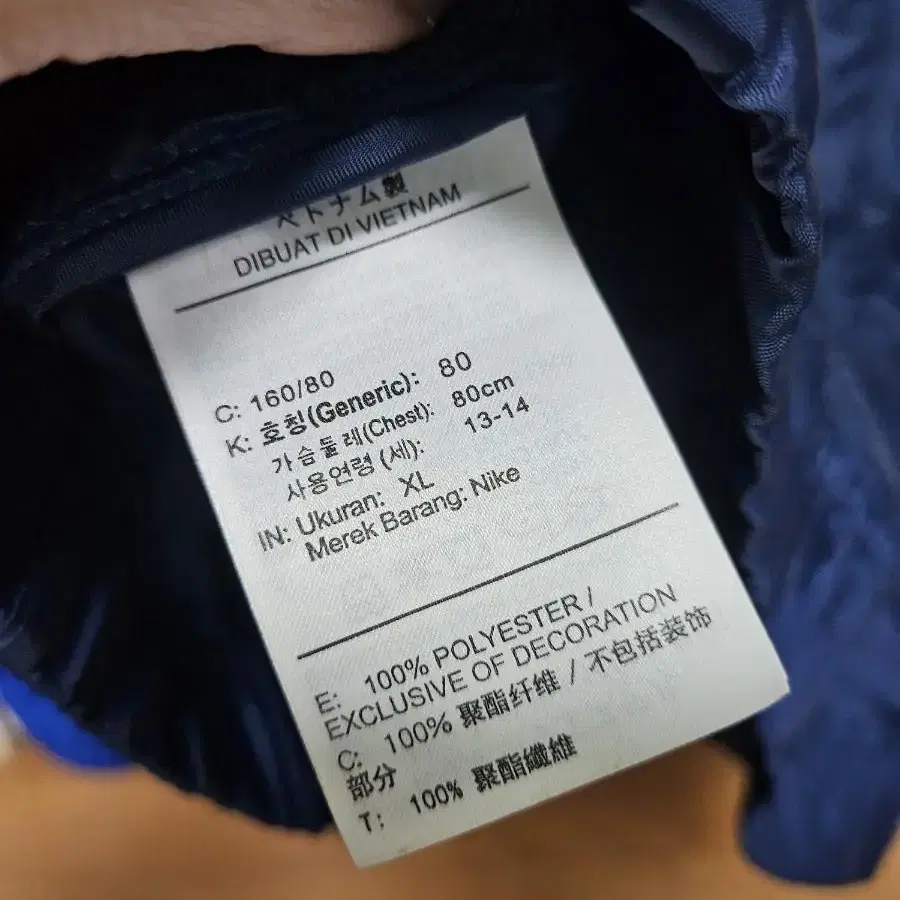 ベトナム製
DIBUAT DI VIETNAM
C: 160/80
K: 호칭(Generic): 80
가슴둘레(Chest): 80cm
사용연령 (세): 13-14
IN: Ukuran: XL
Merek Barang: Nike
E: 100% POLYESTER /
EXCLUSIVE OF DECORATION
C: 100% 聚酯纤维 / 不包括装饰
部分
T: 100% 聚酯纖維